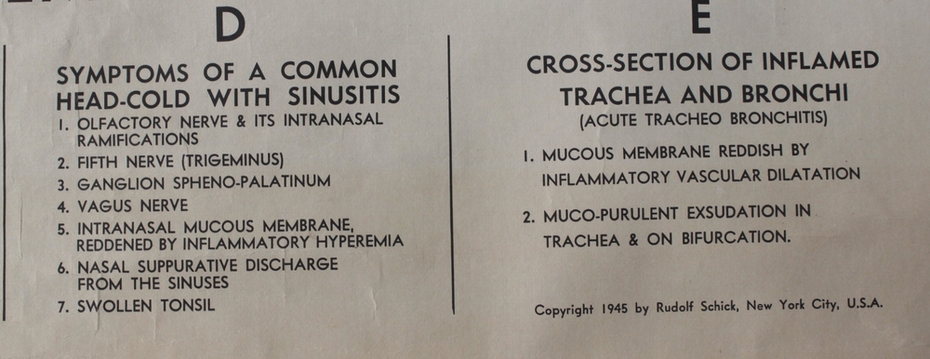 D
SYMPTOMS OF A COMMON
HEAD-COLD WITH SINUSITIS
1. OLFACTORY NERVE & ITS INTRANASAL
RAMIFICATIONS
2. FIFTH NERVE (TRIGEMINUS)
3. GANGLION SPHENO-PALATINUM
4. VAGUS NERVE
5. INTRANASAL MUCOUS MEMBRANE,
REDDENED BY INFLAMMATORY HYPEREMIA
6. NASAL SUPPURATIVE DISCHARGE
FROM THE SINUSES
7. SWOLLEN TONSIL
E
CROSS-SECTION OF INFLAMED
TRACHEA AND BRONCHI
(ACUTE TRACHEO BRONCHITIS)
1. MUCOUS MEMBRANE REDDISH BY
INFLAMMATORY VASCULAR DILATATION
2. MUCO-PURULENT EXSUDATION IN
TRACHEA & ON BIFURCATION.
Copyright 1945 by Rudolf Schick, New York City, U.S.A.